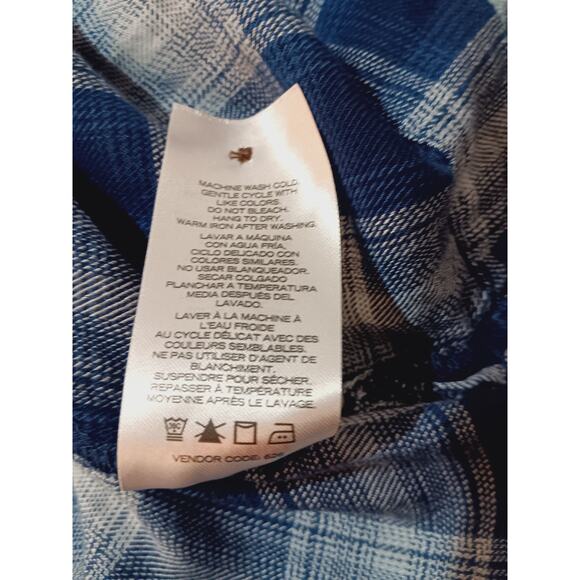 MACHINE WASH COLD.
GENTLE CYCLE WITH
LIKE COLORS.
DO NOT BLEACH.
HANG TO DRY.
WARM IRON AFTER WASHING.
LAVAR A MÁQUINA
CON AGUA FRÍA,
CICLO DELICADO CON
COLORES SIMILARES.
NO USAR BLANQUEADOR.
SECAR COLGADO
PLANCHAR A TEMPERATURA
MEDIA DESPUÉS DEL
LAVADO.
LAVER À LA MACHINE À
L'EAU FROIDE
AU CYCLE DÉLICAT AVEC DES
COULEURS SEMBLABLES.
NE PAS UTILISER D'AGENT DE
BLANCHIMENT.
SUSPENDRE POUR SÉCHER.
REPASSER À TEMPÉRATURE
MOYENNE APRÈS LE LAVAGE.
30C
VENDOR CODE: